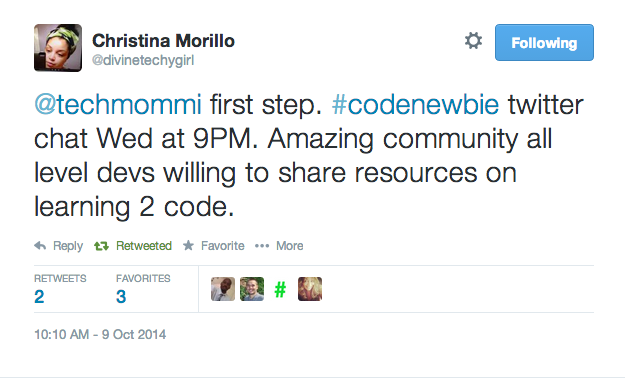 Christina Morillo
@divinetechygirl
Following
@techmommi first step. #codenewbie twitter
chat Wed at 9PM. Amazing community all
level devs willing to share resources on
learning 2 code.
Reply Retweeted Favorite More
RETWEETS FAVORITES
2 3 #
10:10 AM - 9 Oct 2014